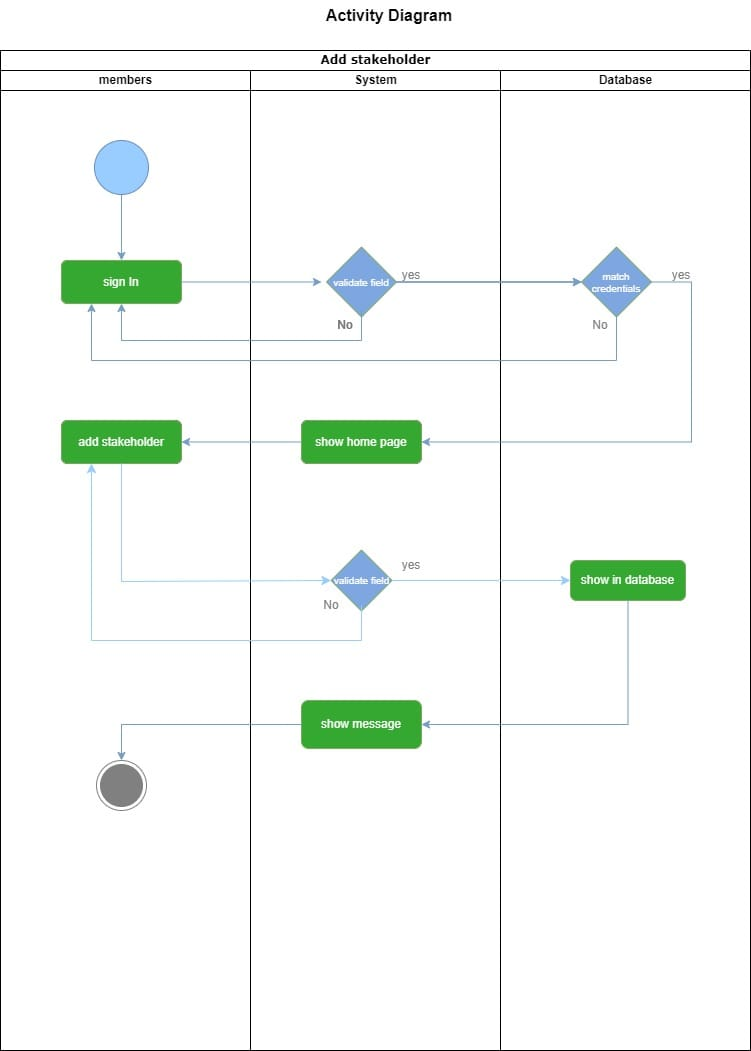 Activity Diagram
Add stakeholder
members
System
Database
sign In
validate field
yes
match
credentials
yes
No
No
add stakeholder
show home page
validate field
yes
show in database
No
show message